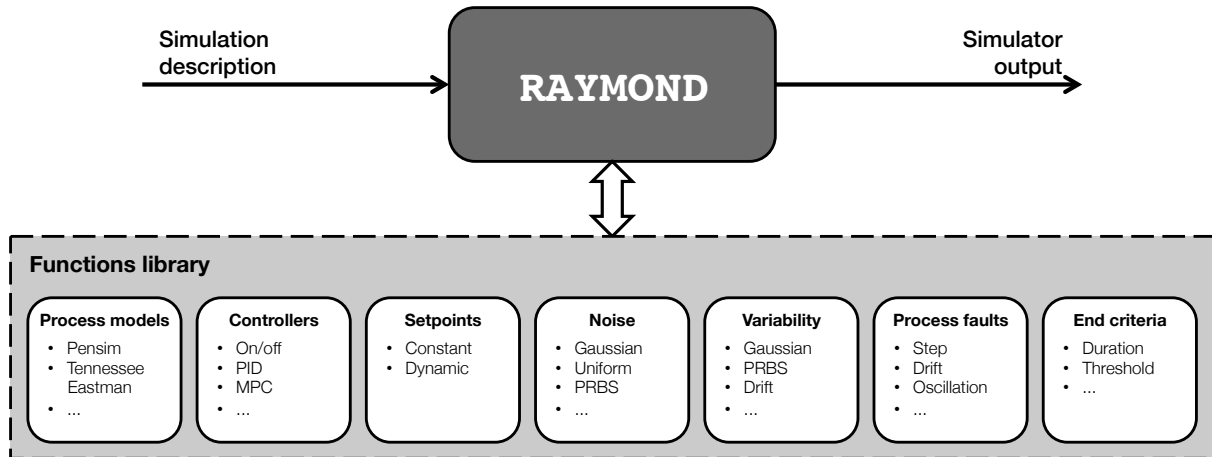 Simulation
description
RAYMOND
Simulator
output
Functions library
Process models
• Pensim
• Tennessee
Eastman
• ...
Controllers
• On/off
• PID
• MPC
• ...
Setpoints
• Constant
• Dynamic
Noise
• Gaussian
• Uniform
• PRBS
• ...
Variability
• Gaussian
• PRBS
• Drift
• ...
Process faults
• Step
• Drift
• Oscillation
• ...
End criteria
• Duration
• Threshold
• ...